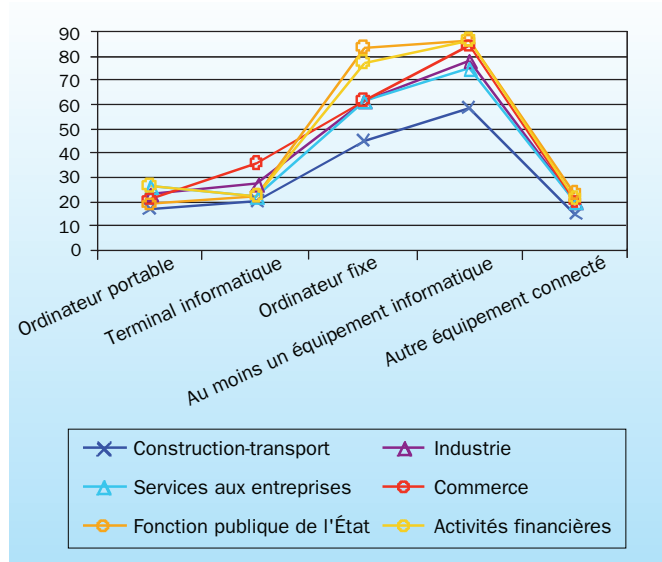 90
80
70
60
50
40
30
20
10
0
Ordinateur portable
Terminal informatique
Ordinateur fixe
Au moins un équipement informatique
Autre équipement connecté
Construction-transport
Industrie
Services aux entreprises
Commerce
Fonction publique de l'État
Activités financières